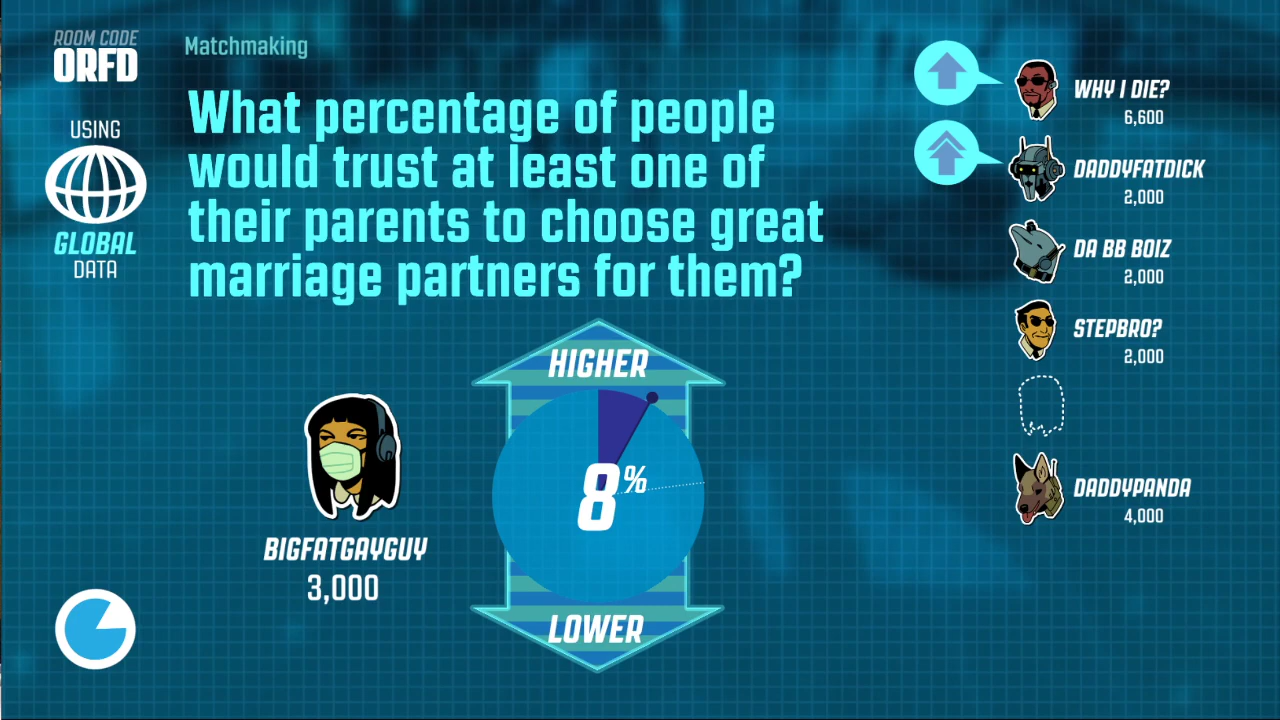 ROOM CODE
ORFD
USING
GLOBAL
DATA
Matchmaking
What percentage of people
would trust at least one of
their parents to choose great
marriage partners for them?
HIGHER
8%
LOWER
BIGFATGAYGUY
3,000
WHY I DIE?
6,600
DADDYFATDICK
2,000
DA BB BOIZ
2,000
STEPBRO?
2,000
DADDYPANDA
4,000